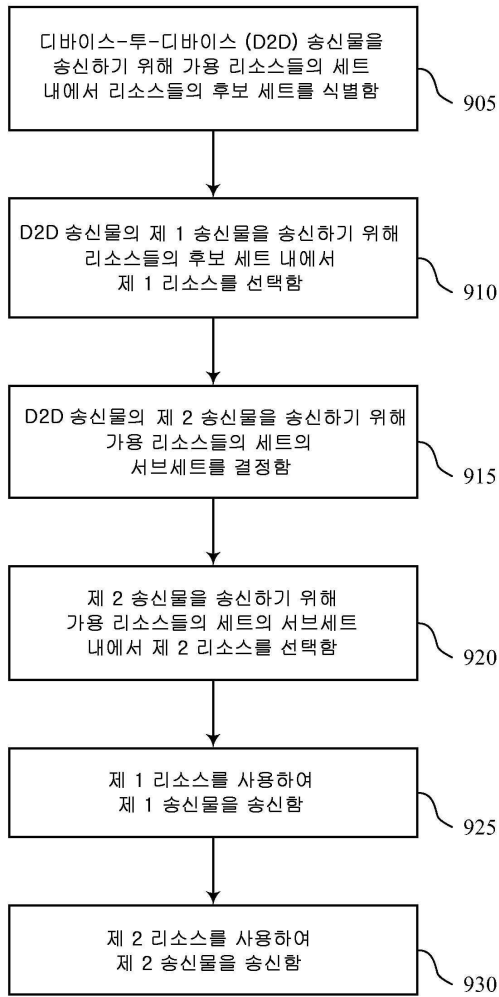 디바이스-투-디바이스 (D2D) 송신물을
송신하기 위해 가용 리소스들의 세트
내에서 리소스들의 후보 세트를 식별함
905
D2D 송신물의 제 1 송신물을 송신하기 위해
리소스들의 후보 세트 내에서
제 1 리소스를 선택함
910
D2D 송신물의 제 2 송신물을 송신하기 위해
가용 리소스들의 세트의
서브세트를 결정함
915
제 2 송신물을 송신하기 위해
가용 리소스들의 세트의 서브세트
내에서 제 2 리소스를 선택함
920
제 1 리소스를 사용하여
제 1 송신물을 송신함
925
제 2 리소스를 사용하여
제 2 송신물을 송신함
930